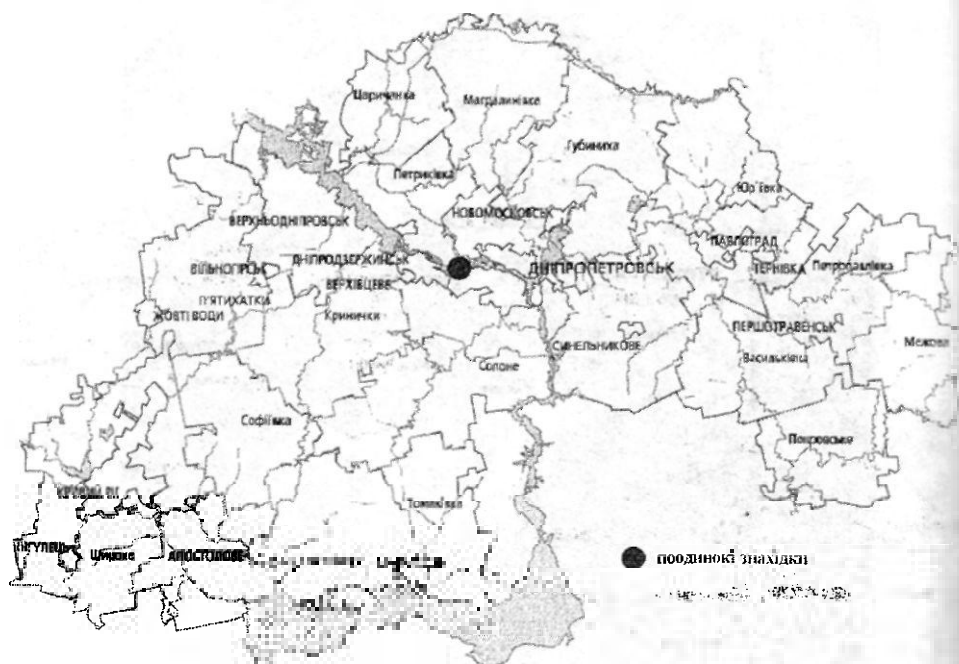 Царичанка
Магдалинівка
Губиниха
Петриківка
Юр'ївка
НОВОМОСКОВСЬК
ВЕРХНЬОДНІПРОВСЬК
ПАВЛОГРАД
ДНІПРОДЗЕРЖИНСЬК
ДНІПРОПЕТРОВСЬК
ВІЛЬНОГІРСЬК
ТЕРНІВКА
Петропавлівка
ВЕРХІВЦЕВЕ
П'ЯТИХАТКИ
ЖОВТІ ВОДИ
Кринички
ПЕРШОТРАВЕНСЬК
СИНЕЛЬНИКОВЕ
Межова
Васильківка
Солоне
Софіївка
Покровське
Томаківка
ІНГУЛЕЦЬ
Широке
АПОСТОЛОВЕ
поодинокі знахідки